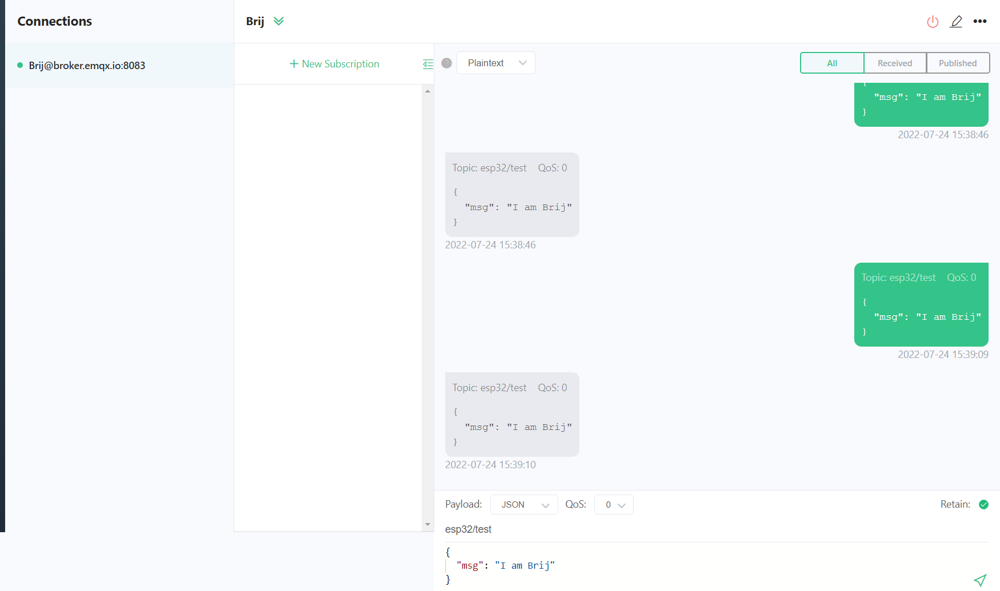 Connections
Brij
Brij@broker.emqx.io:8083
+ New Subscription
?
Plaintext
All
Received
Published
{
"msg": "I am Brij"
}
2022-07-24 15:38:46
Topic: esp32/test QoS: 0
{
"msg": "I am Brij"
}
2022-07-24 15:38:46
Topic: esp32/test QoS: 0
{
"msg": "I am Brij"
}
2022-07-24 15:39:09
Topic: esp32/test QoS: 0
{
"msg": "I am Brij"
}
2022-07-24 15:39:10
Payload: JSON QoS: 0 Retain:
esp32/test
{
"msg": "I am Brij"
}